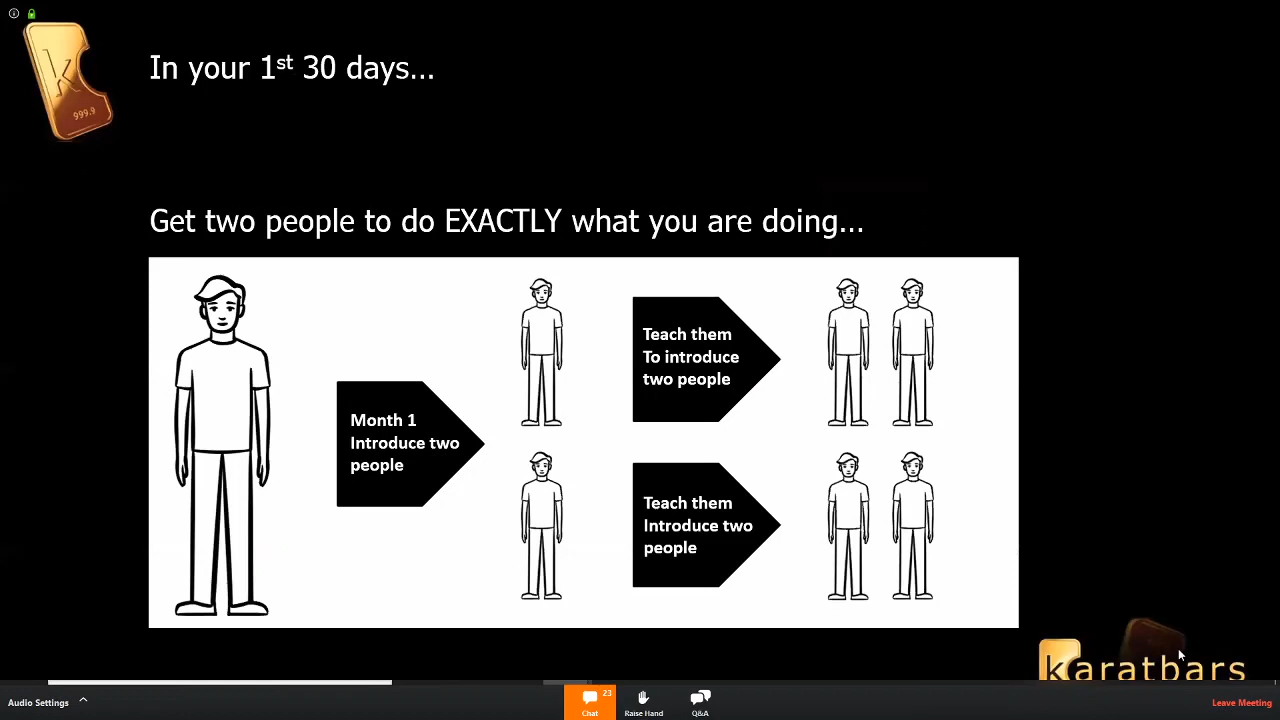 In your 1st 30 days...
k
999.9
Get two people to do EXACTLY what you are doing...
Month 1
Introduce two
people
Teach them
To introduce
two people
Teach them
Introduce two
people
karatbars
Audio Settings
23
Chat
Raise Hand
Q&A
Leave Meeting